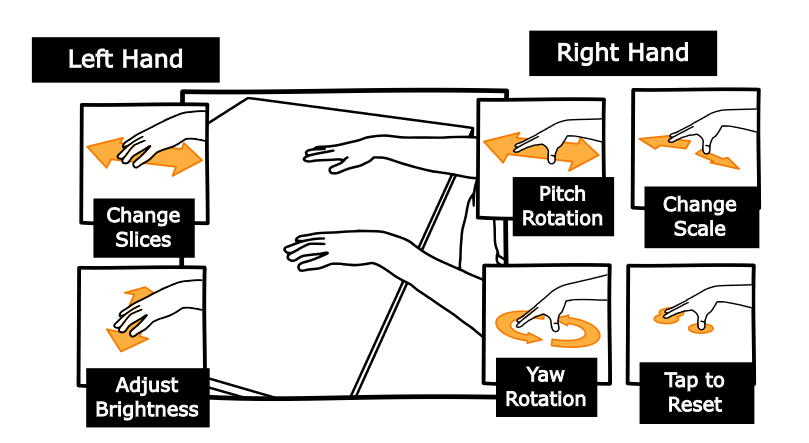 Left Hand
Right Hand
Change
Slices
Pitch
Rotation
Change
Scale
Adjust
Brightness
Yaw
Rotation
Tap to
Reset